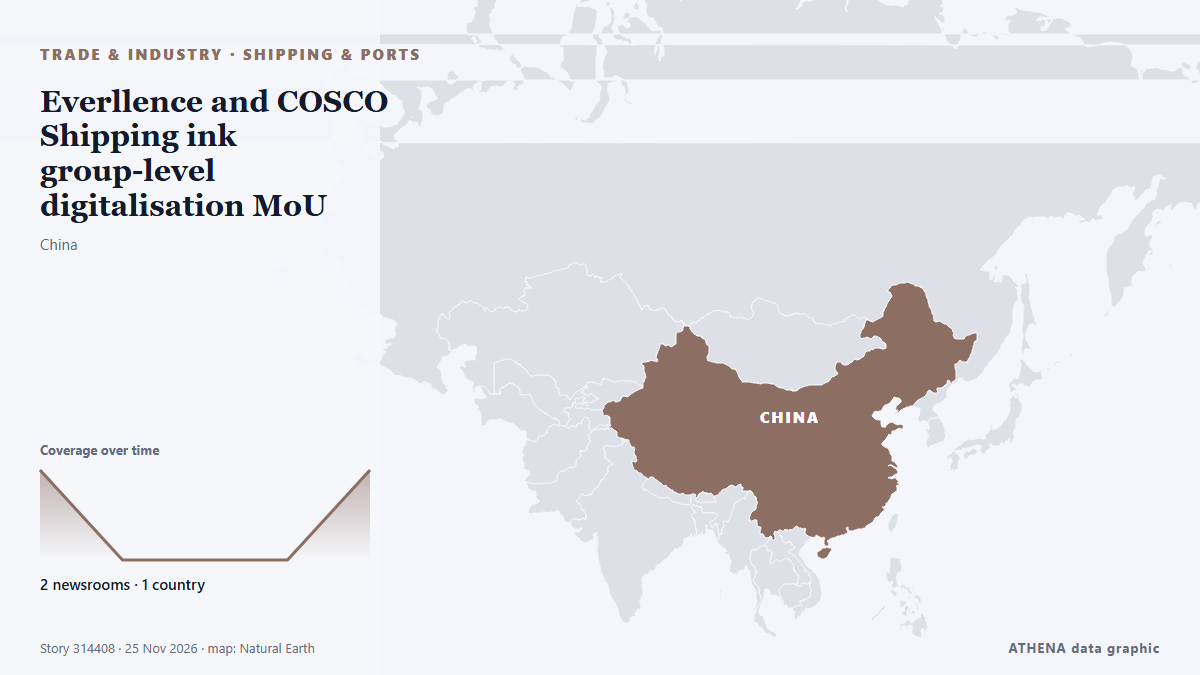 TRADE & INDUSTRY · SHIPPING & PORTS
Everllence and COSCO
Shipping ink
group-level
digitalisation MoU
China
CHINA
Coverage over time
2 newsrooms · 1 country
Story 314408 · 25 Nov 2026 · map: Natural Earth
ATHENA data graphic